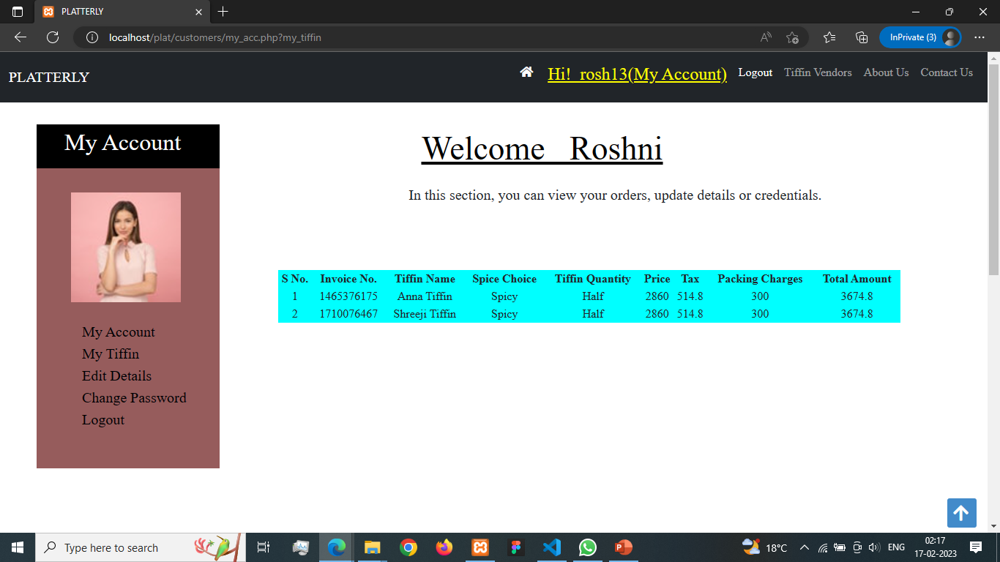 PLATTERLY
localhost/plat/customers/my_acc.php?my_tiffin
InPrivate (3)
PLATTERLY
Hi! rosh13(My Account) Logout Tiffin Vendors About Us Contact Us
My Account
My Account
My Tiffin
Edit Details
Change Password
Logout
Welcome Roshni
In this section, you can view your orders, update details or credentials.
S No. Invoice No. Tiffin Name Spice Choice Tiffin Quantity Price Tax Packing Charges Total Amount
1 1465376175 Anna Tiffin Spicy Half 2860 514.8 300 3674.8
2 1710076467 Shreeji Tiffin Spicy Half 2860 514.8 300 3674.8
Type here to search
18°C
ENG
02:17
17-02-2023